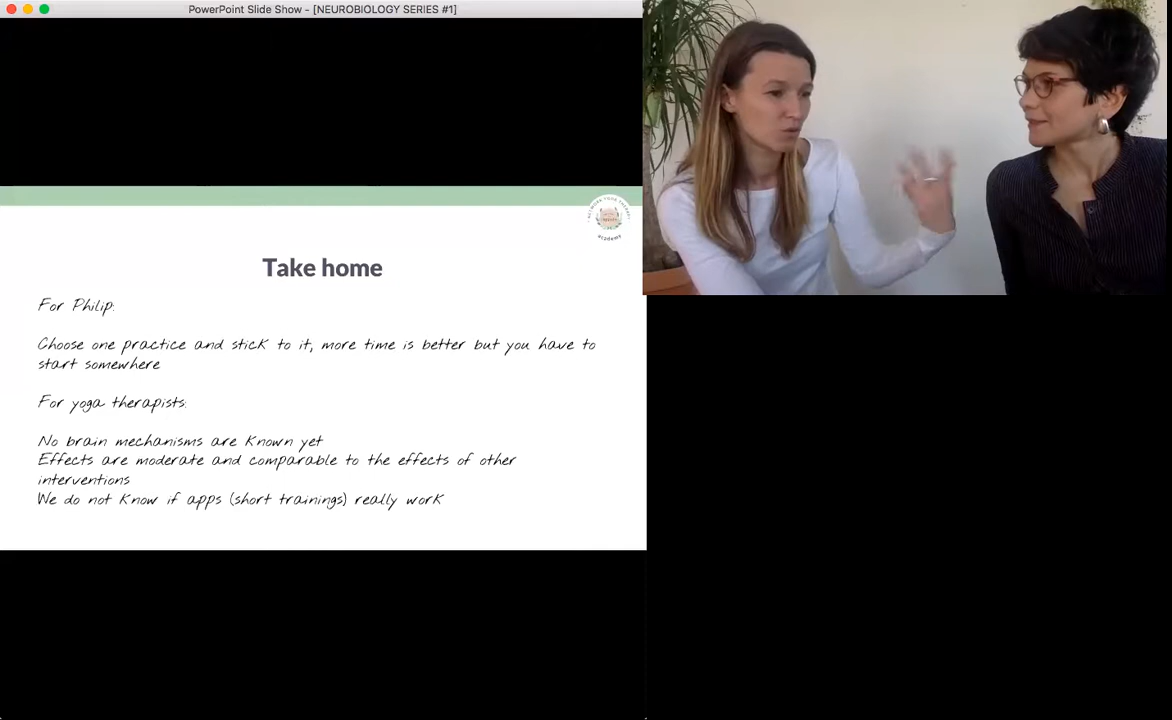 PowerPoint Slide Show - [NEUROBIOLOGY SERIES #1]
Take home
For Philip:
Choose one practice and stick to it, more time is better but you have to
start somewhere
For yoga therapists:
No brain mechanisms are known yet
Effects are moderate and comparable to the effects of other
interventions
We do not know if apps (short trainings) really work
academy